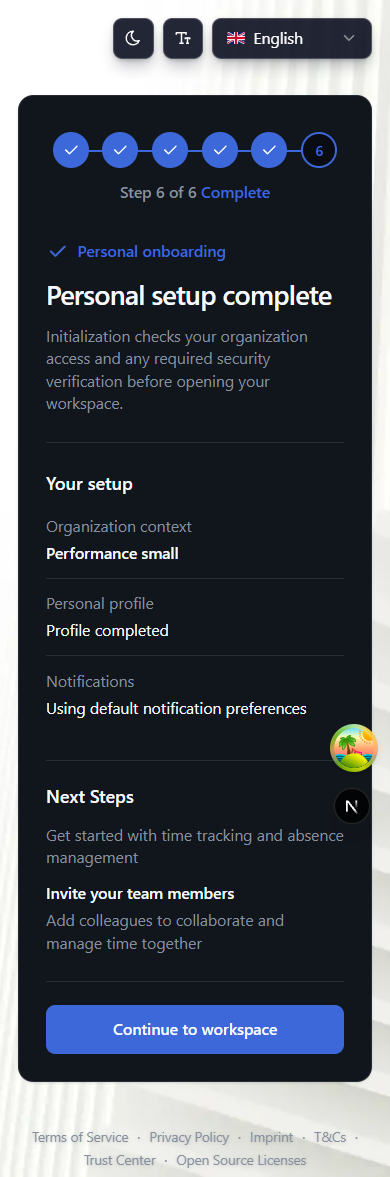 English
6
Step 6 of 6 Complete
Personal onboarding
Personal setup complete
Initialization checks your organization
access and any required security
verification before opening your
workspace.
Your setup
Organization context
Performance small
Personal profile
Profile completed
Notifications
Using default notification preferences
Next Steps
N
Get started with time tracking and absence
management
Invite your team members
Add colleagues to collaborate and
manage time together
Continue to workspace
Terms of Service · Privacy Policy · Imprint · T&Cs ·
Trust Center · Open Source Licenses